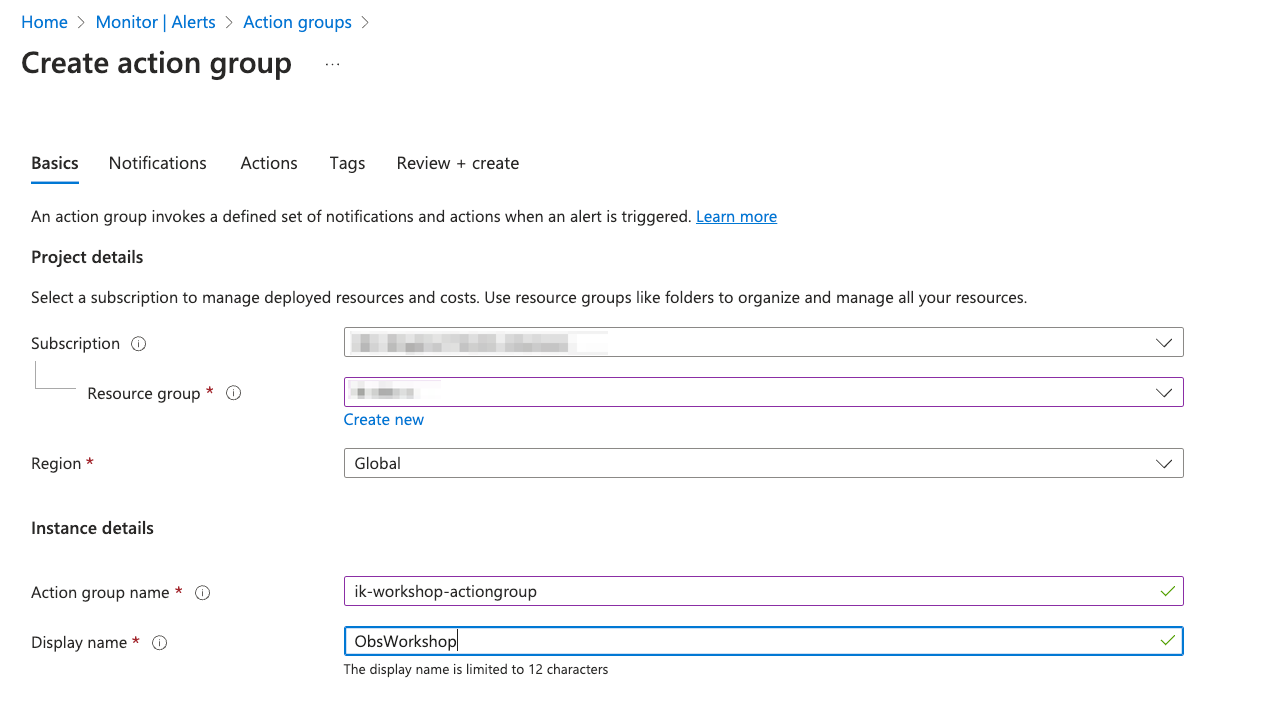 Home > Monitor | Alerts > Action groups >
Create action group ...
Basics Notifications Actions Tags Review + create
An action group invokes a defined set of notifications and actions when an alert is triggered. Learn more
Project details
Select a subscription to manage deployed resources and costs. Use resource groups like folders to organize and manage all your resources.
Subscription
Resource group *
Create new
Region * Global
Instance details
Action group name * ik-workshop-actiongroup
Display name * ObsWorkshop
The display name is limited to 12 characters